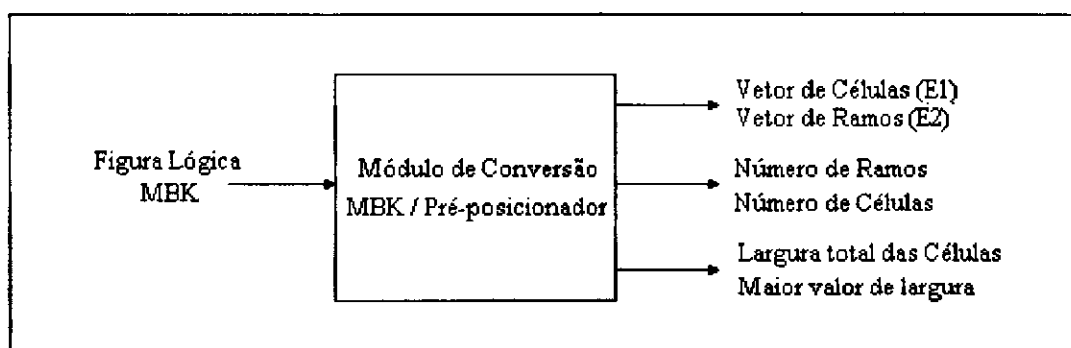 Figura Lógica
MBK
Módulo de Conversão
MBK / Pré-posicionador
Vetor de Células (E1)
Vetor de Ramos (E2)
Número de Ramos
Número de Células
Largura total das Células
Maior valor de largura